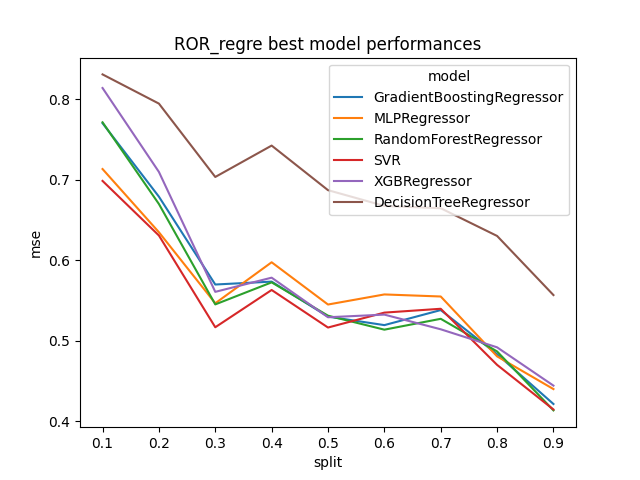 ROR_regre best model performances
model
GradientBoostingRegressor
MLPRegressor
RandomForestRegressor
SVR
XGBRegressor
DecisionTreeRegressor
mse
0.8
0.7
0.6
0.5
0.4
0.1 0.2 0.3 0.4 0.5 0.6 0.7 0.8 0.9
split